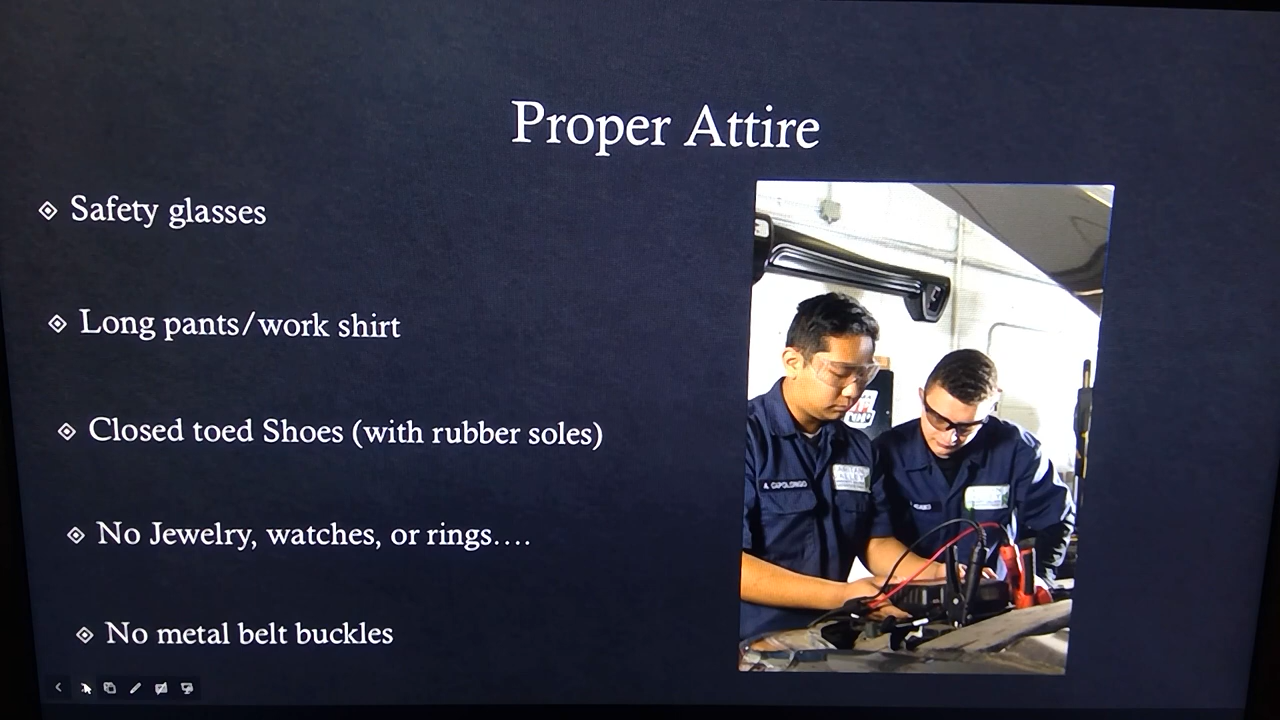 Proper Attire
Safety glasses
Long pants/work shirt
Closed toed Shoes (with rubber soles)
No Jewelry, watches, or rings....
No metal belt buckles
A. CAPOLONGO